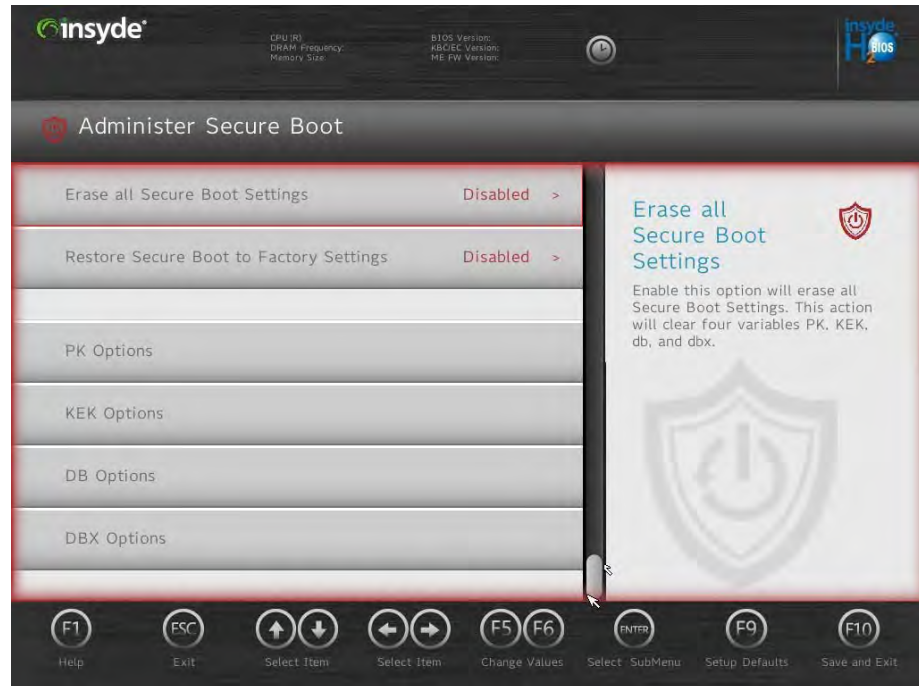 insyde®
CPU (R)
DRAM Frequency:
Memory Size:
BIOS Version:
KBC/EC Version:
ME FW Version:
insyde
H2O BIOS
Administer Secure Boot
Erase all Secure Boot Settings Disabled >
Restore Secure Boot to Factory Settings Disabled >
PK Options
KEK Options
DB Options
DBX Options
Erase all
Secure Boot
Settings
Enable this option will erase all
Secure Boot Settings. This action
will clear four variables PK, KEK,
db, and dbx.
F1 ESC F5 F6 ENTER F9 F10
Help Exit Select Item Select Item Change Values Select SubMenu Setup Defaults Save and Exit